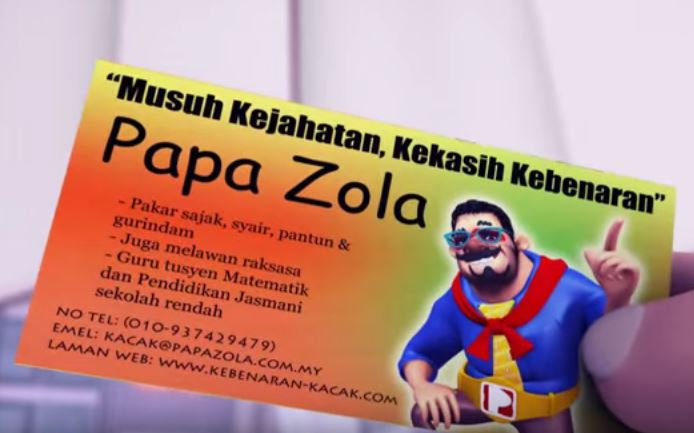 “Musuh Kejahatan, Kekasih Kebenaran”
Papa Zola
- Pakar sajak, syair, pantun &
gurindam
- Juga melawan raksasa
- Guru tusyen Matematik
dan Pendidikan Jasmani
sekolah rendah
NO TEL: (010-937429479)
EMEL: KACAK@PAPAZOLA.COM.MY
LAMAN WEB: WWW.KEBENARAN-KACAK.COM